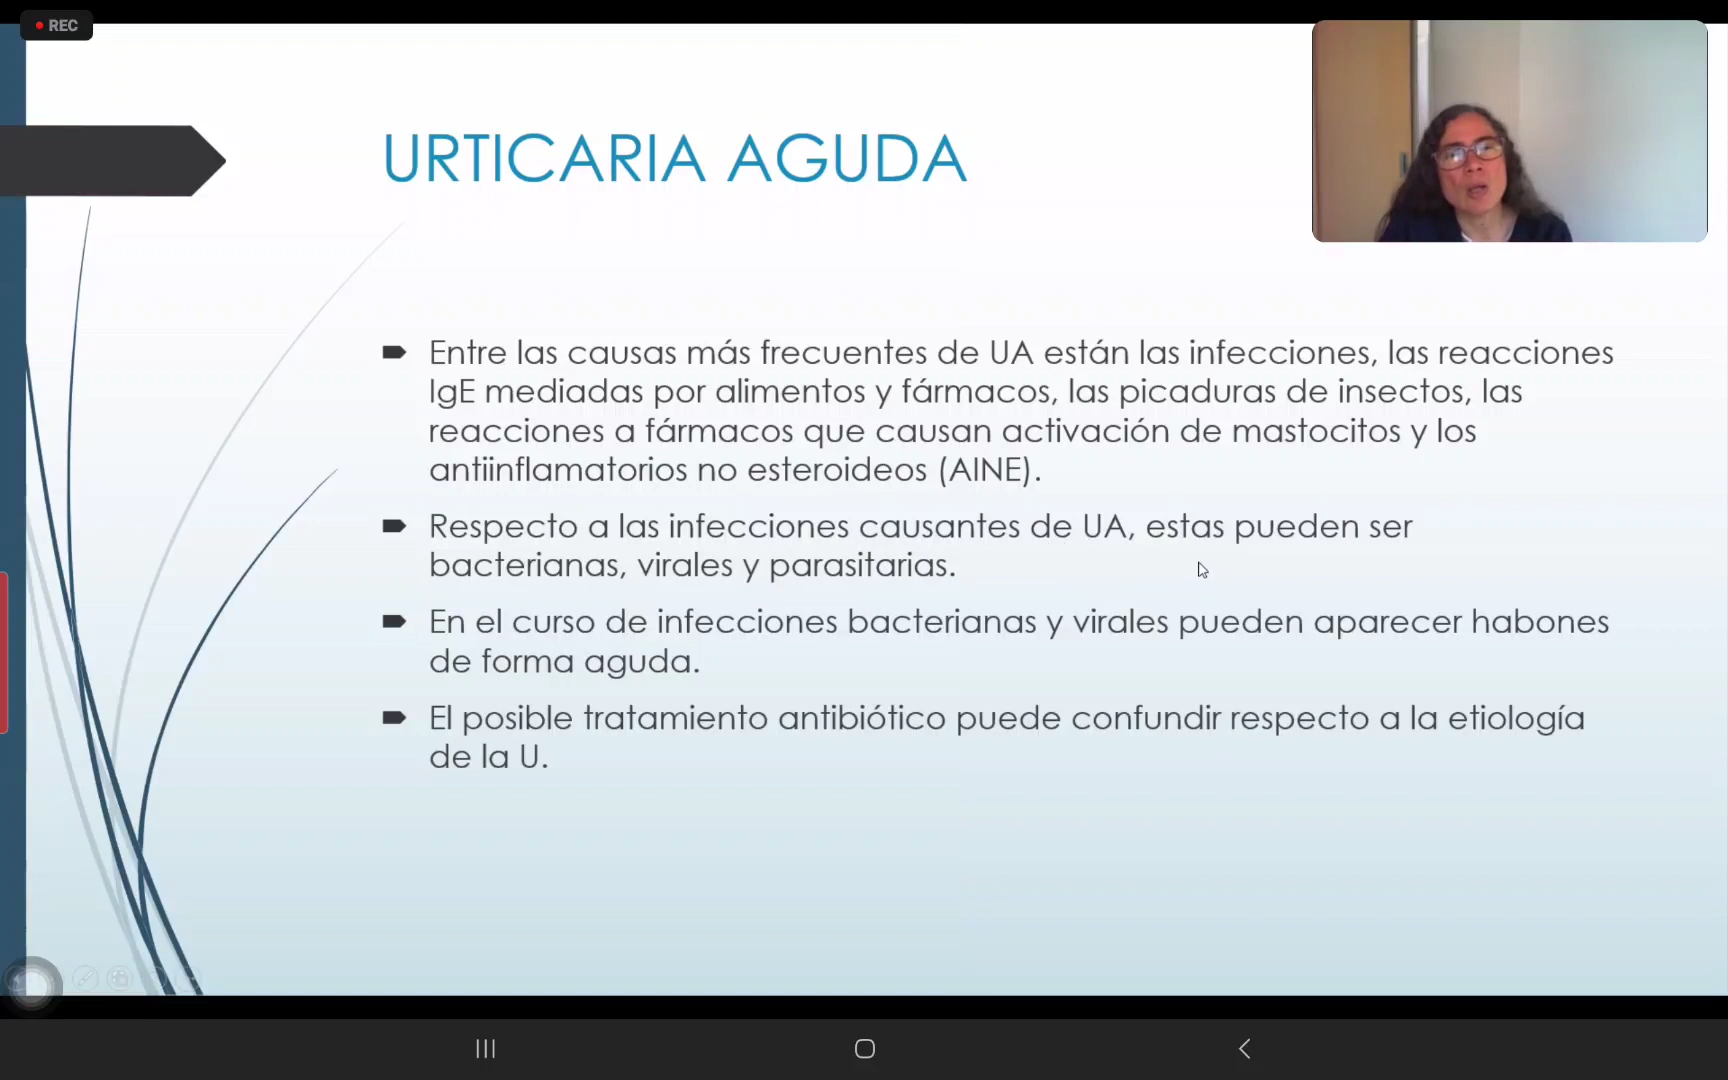 REC
URTICARIA AGUDA
Entre las causas más frecuentes de UA están las infecciones, las reacciones
IgE mediadas por alimentos y fármacos, las picaduras de insectos, las
reacciones a fármacos que causan activación de mastocitos y los
antiinflamatorios no esteroideos (AINE).
Respecto a las infecciones causantes de UA, estas pueden ser
bacterianas, virales y parasitarias.
En el curso de infecciones bacterianas y virales pueden aparecer habones
de forma aguda.
El posible tratamiento antibiótico puede confundir respecto a la etiología
de la U.